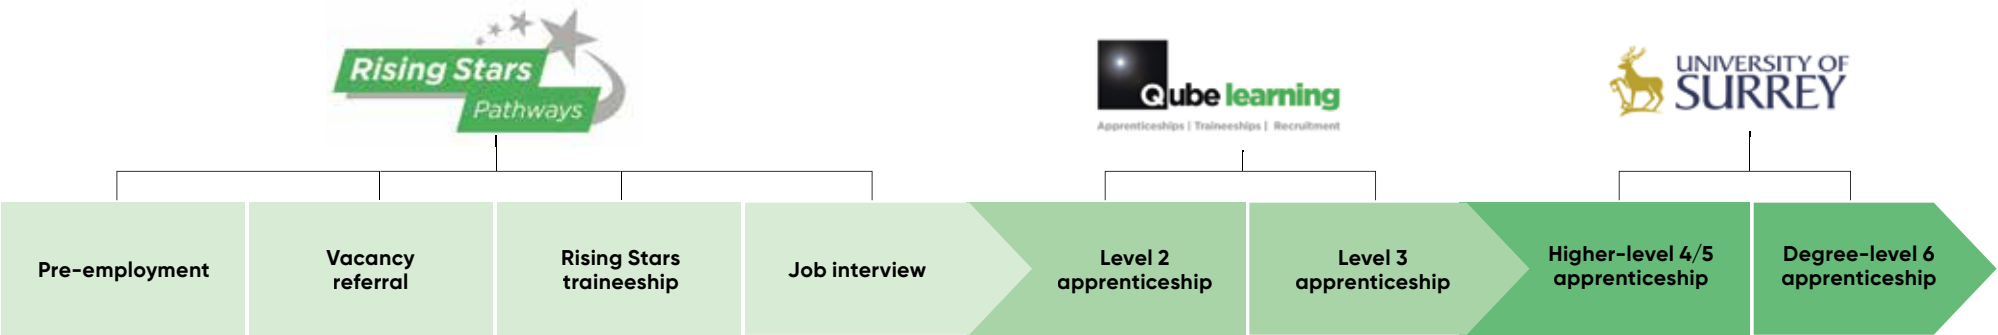 Rising Stars
Pathways
Qube learning
Apprenticeships | Traineeships | Recruitment
UNIVERSITY OF
SURREY
Pre-employment
Vacancy
referral
Rising Stars
traineeship
Job interview
Level 2
apprenticeship
Level 3
apprenticeship
Higher-level 4/5
apprenticeship
Degree-level 6
apprenticeship